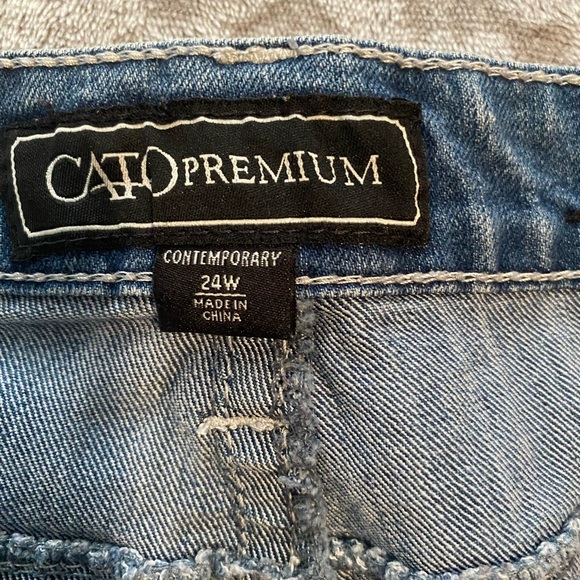 CATO PREMIUM
CONTEMPORARY
24W
MADE IN
CHINA